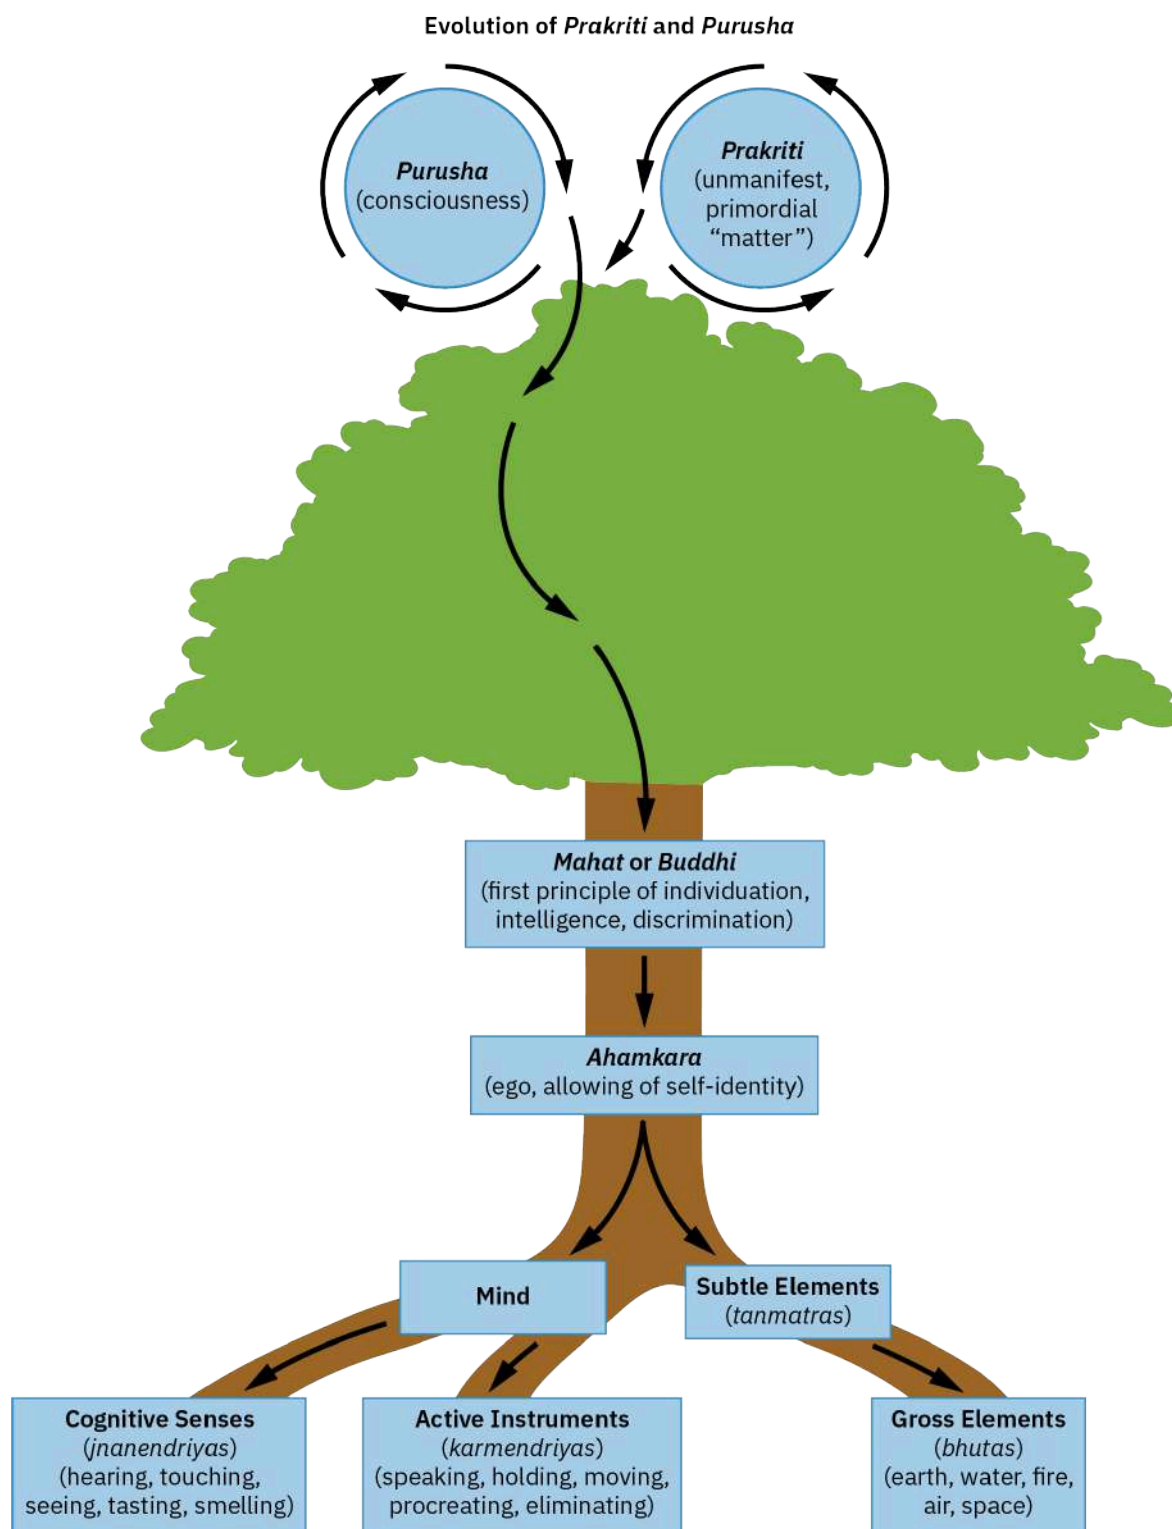 Evolution of Prakriti and Purusha
Purusha
(consciousness)
Prakriti
(unmanifest,
primordial
“matter”)
Mahat or Buddhi
(first principle of individuation,
intelligence, discrimination)
Ahamkara
(ego, allowing of self-identity)
Mind
Subtle Elements
(tanmatras)
Cognitive Senses
(jnanendriyas)
(hearing, touching,
seeing, tasting, smelling)
Active Instruments
(karmendriyas)
(speaking, holding, moving,
procreating, eliminating)
Gross Elements
(bhutas)
(earth, water, fire,
air, space)